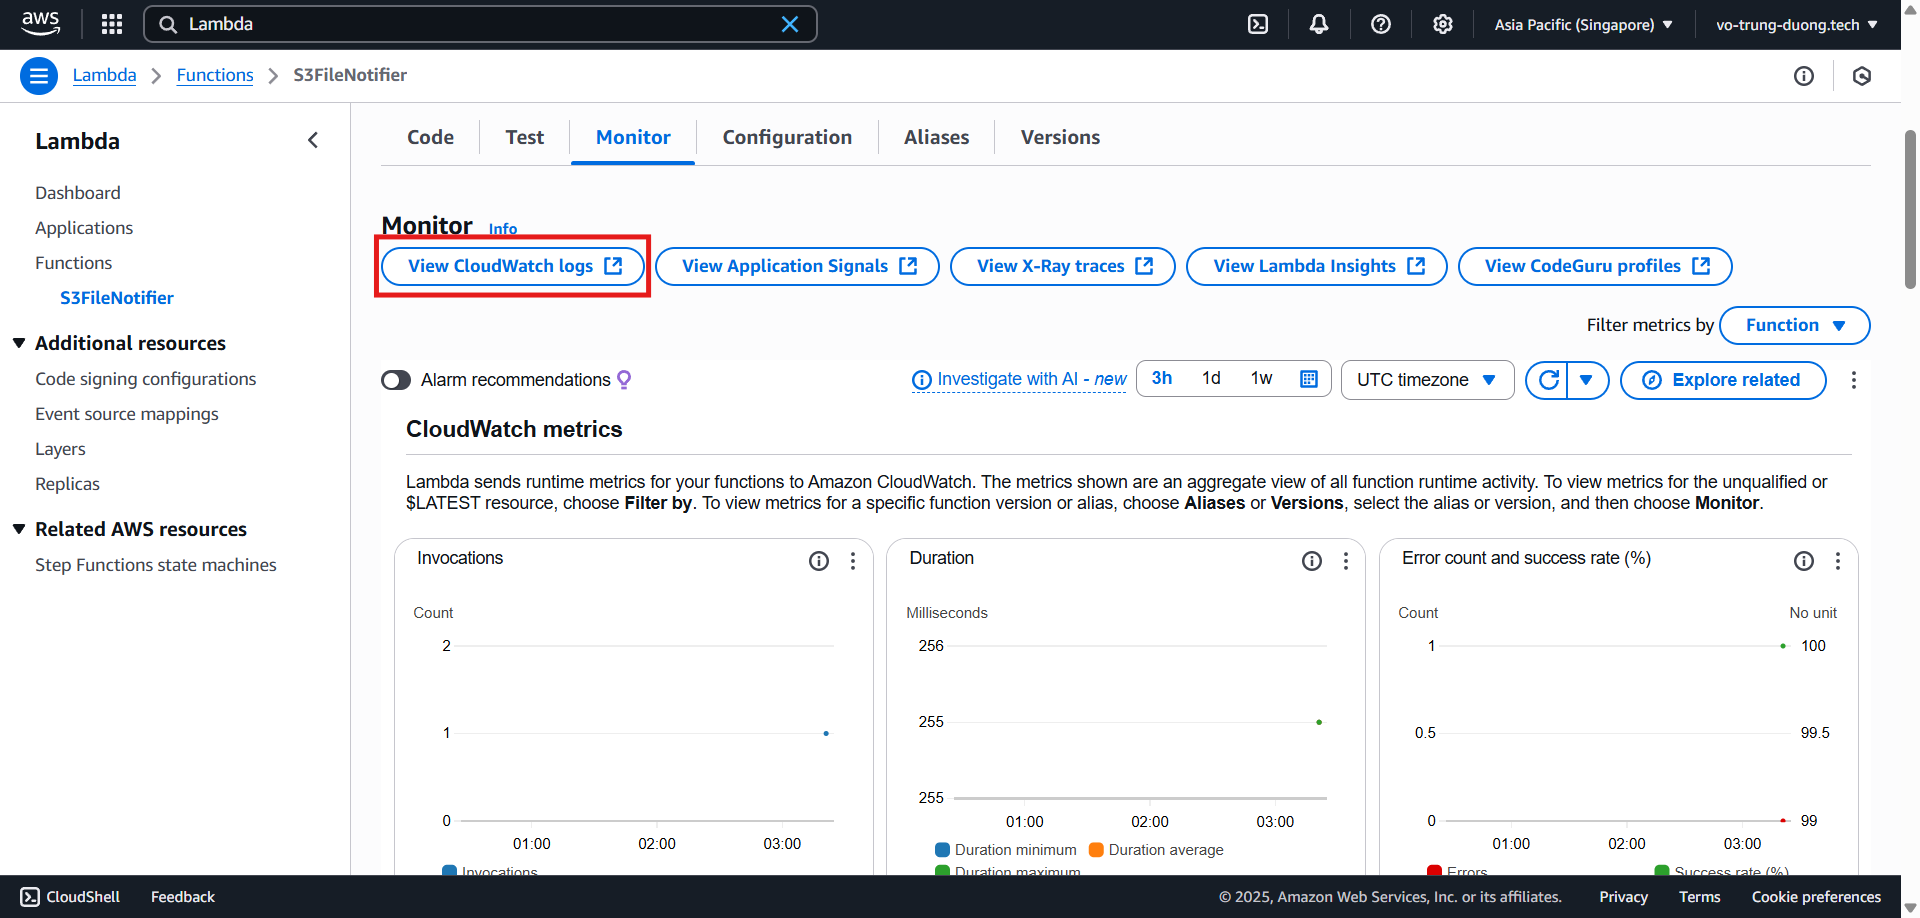 aws
Lambda
Asia Pacific (Singapore)
vo-trung-duong.tech
Lambda
Functions
S3FileNotifier
Lambda
Dashboard
Applications
Functions
S3FileNotifier
Additional resources
Code signing configurations
Event source mappings
Layers
Replicas
Related AWS resources
Step Functions state machines
Code
Test
Monitor
Configuration
Aliases
Versions
Monitor Info
View CloudWatch logs
View Application Signals
View X-Ray traces
View Lambda Insights
View CodeGuru profiles
Filter metrics by
Function
Alarm recommendations
Investigate with AI - new
3h 1d 1w
UTC timezone
Explore related
CloudWatch metrics
Lambda sends runtime metrics for your functions to Amazon CloudWatch. The metrics shown are an aggregate view of all function runtime activity. To view metrics for the unqualified or
$LATEST resource, choose Filter by. To view metrics for a specific function version or alias, choose Aliases or Versions, select the alias or version, and then choose Monitor.
Invocations
Count
2
1
0
01:00 02:00 03:00
Invocations
Duration
Milliseconds
256
255
255
01:00 02:00 03:00
Duration minimum Duration average
Duration maximum
Error count and success rate (%)
Count No unit
1 100
0.5 99.5
0 99
01:00 02:00 03:00
Errors Success rate (%)
CloudShell
Feedback
© 2025, Amazon Web Services, Inc. or its affiliates.
Privacy
Terms
Cookie preferences